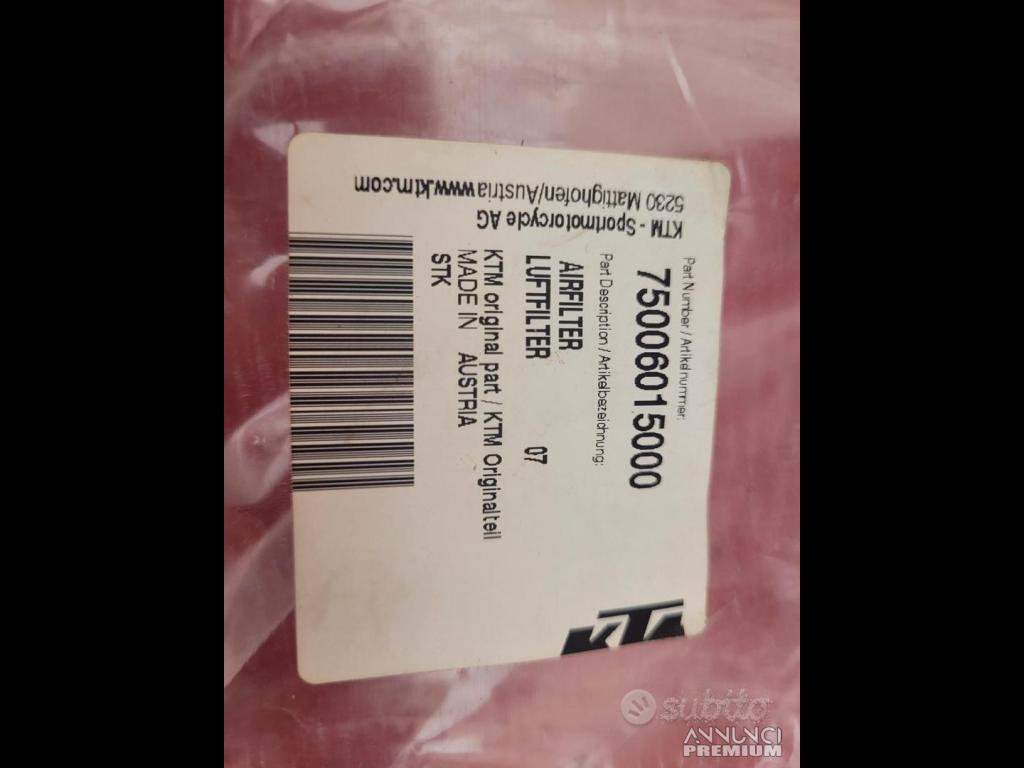 KTM - Sportmotorcycle AG
5230 Mattighofen/Austria www.ktm.com
Part Number / Artikelnummer:
75006015000
Part Description / Artikelbezeichnung:
AIRFILTER
LUFTFILTER 07
KTM original part / KTM Originalteil
MADE IN AUSTRIA
STK
KTM
subito
ANNUNCI
PREMIUM